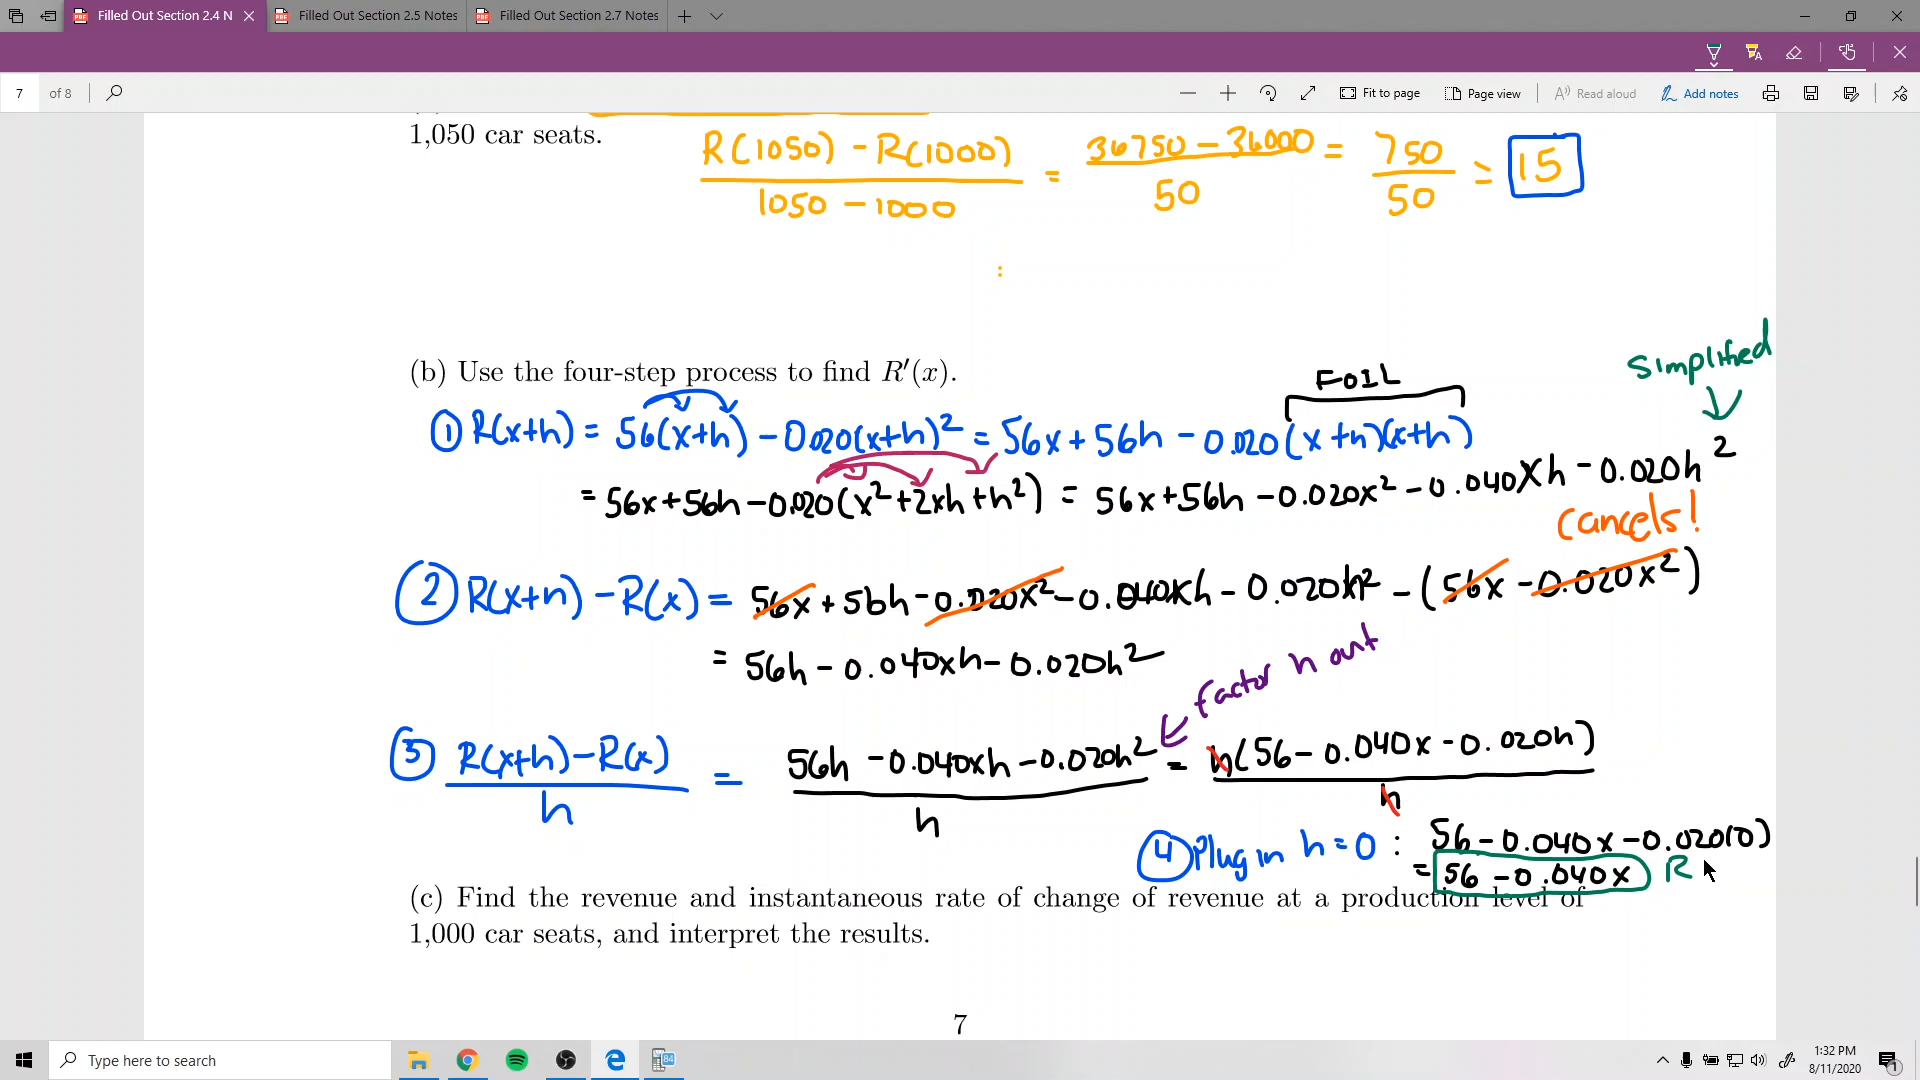 Filled Out Section 2.4 N
Filled Out Section 2.5 Notes
Filled Out Section 2.7 Notes
7 of 8
Fit to page
Page view
Read aloud
Add notes
1,050 car seats.
R(1050) - R(1000) / 1050 - 1000 = 36750 - 36000 / 50 = 750 / 50 = 15
:
(b) Use the four-step process to find R′(x).
simplified
FOIL
① R(x+h) = 56(x+h) - 0.020(x+h)² = 56x + 56h - 0.020(x+h)(x+h)
= 56x + 56h - 0.020(x² + 2xh + h²) = 56x + 56h - 0.020x² - 0.040xh - 0.020h²
cancels!
② R(x+h) - R(x) = 56x + 56h - 0.020x² - 0.040xh - 0.020h² - (56x - 0.020x²)
= 56h - 0.040xh - 0.020h²
factor h out
③ R(x+h) - R(x) / h = 56h - 0.040xh - 0.020h² / h = h(56 - 0.040x - 0.020h) / h
④ Plug in h = 0 : 56 - 0.040x - 0.020(0)
= 56 - 0.040x R
(c) Find the revenue and instantaneous rate of change of revenue at a production level of
1,000 car seats, and interpret the results.
7
Type here to search
84
1:32 PM
8/11/2020
1